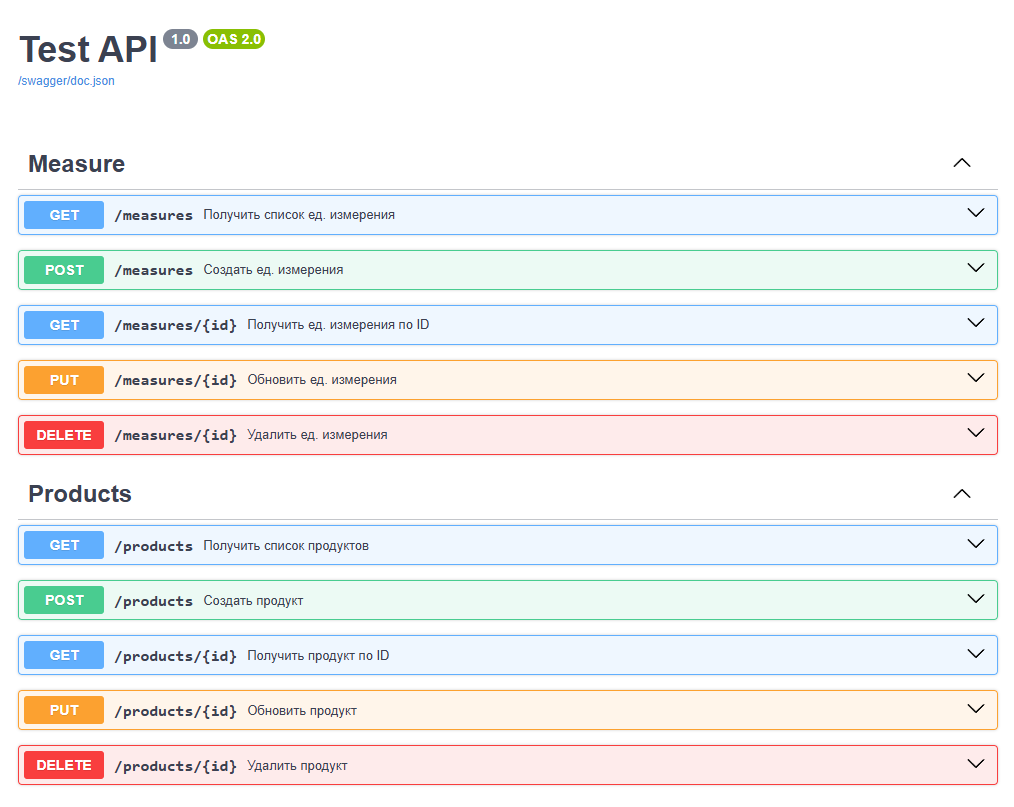 Test API 1.0 OAS 2.0
/swagger/doc.json
Measure
GET /measures Получить список ед. измерения
POST /measures Создать ед. измерения
GET /measures/{id} Получить ед. измерения по ID
PUT /measures/{id} Обновить ед. измерения
DELETE /measures/{id} Удалить ед. измерения
Products
GET /products Получить список продуктов
POST /products Создать продукт
GET /products/{id} Получить продукт по ID
PUT /products/{id} Обновить продукт
DELETE /products/{id} Удалить продукт